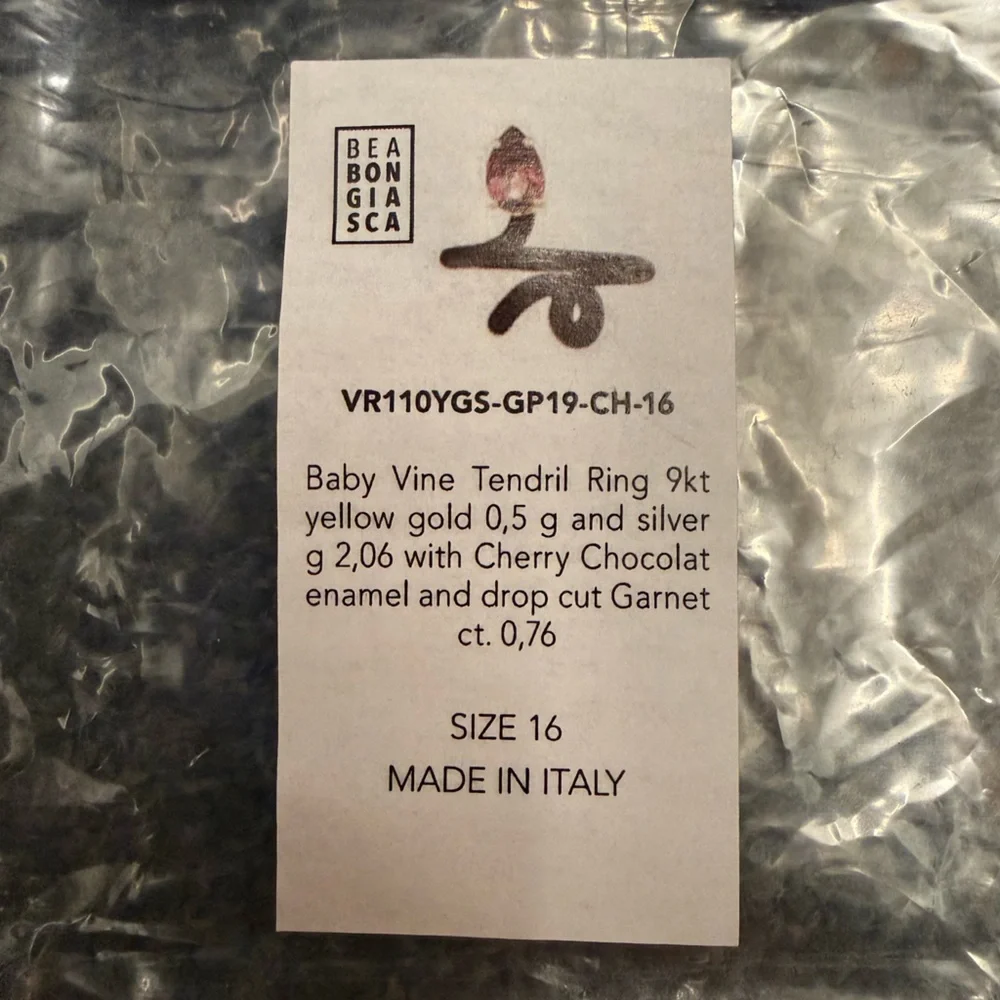 BEA
BON
GIA
SCA
VR110YGS-GP19-CH-16
Baby Vine Tendril Ring 9kt
yellow gold 0,5 g and silver
g 2,06 with Cherry Chocolat
enamel and drop cut Garnet
ct. 0,76
SIZE 16
MADE IN ITALY